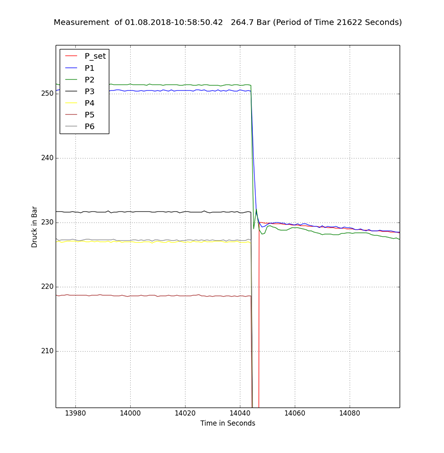 Measurement of 01.08.2018-10:58:50.42 264.7 Bar (Period of Time 21622 Seconds)
P_set
P1
P2
P3
P4
P5
P6
250
240
230
220
210
Druck in Bar
13980 14000 14020 14040 14060 14080
Time in Seconds